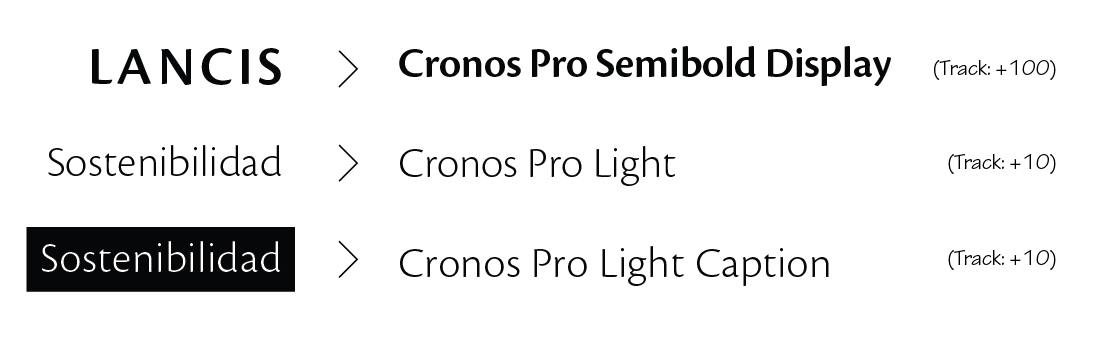 LANCIS > Cronos Pro Semibold Display (Track: +100)
Sostenibilidad > Cronos Pro Light (Track: +10)
Sostenibilidad > Cronos Pro Light Caption (Track: +10)